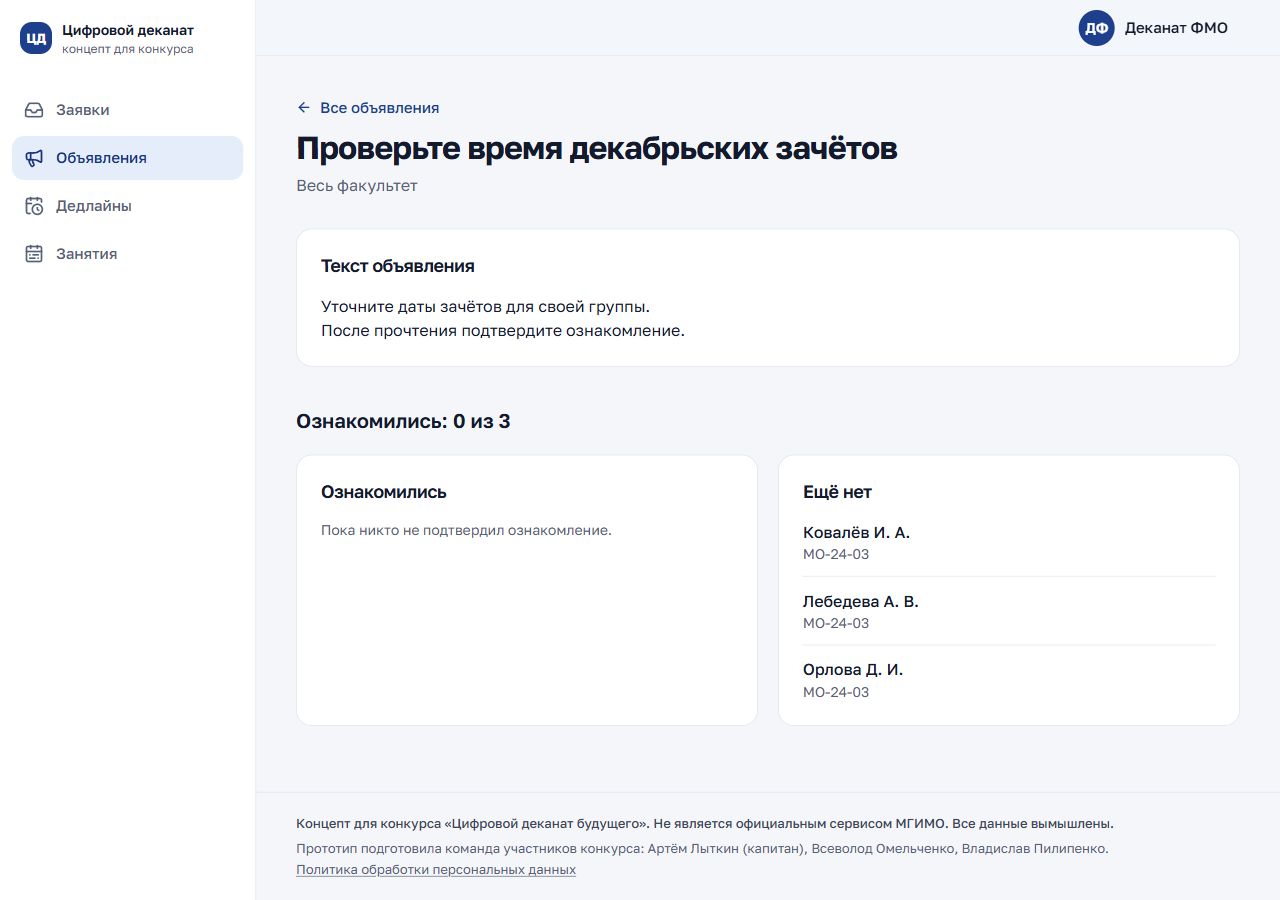 ЦД
Цифровой деканат
концепт для конкурса
ДФ
Деканат ФМО
Заявки
Объявления
Дедлайны
Занятия
Все объявления
Проверьте время декабрьских зачётов
Весь факультет
Текст объявления
Уточните даты зачётов для своей группы.
После прочтения подтвердите ознакомление.
Ознакомились: 0 из 3
Ознакомились
Пока никто не подтвердил ознакомление.
Ещё нет
Ковалёв И. А.
МО-24-03
Лебедева А. В.
МО-24-03
Орлова Д. И.
МО-24-03
Концепт для конкурса «Цифровой деканат будущего». Не является официальным сервисом МГИМО. Все данные вымышлены.
Прототип подготовила команда участников конкурса: Артём Лыткин (капитан), Всеволод Омельченко, Владислав Пилипенко.
Политика обработки персональных данных